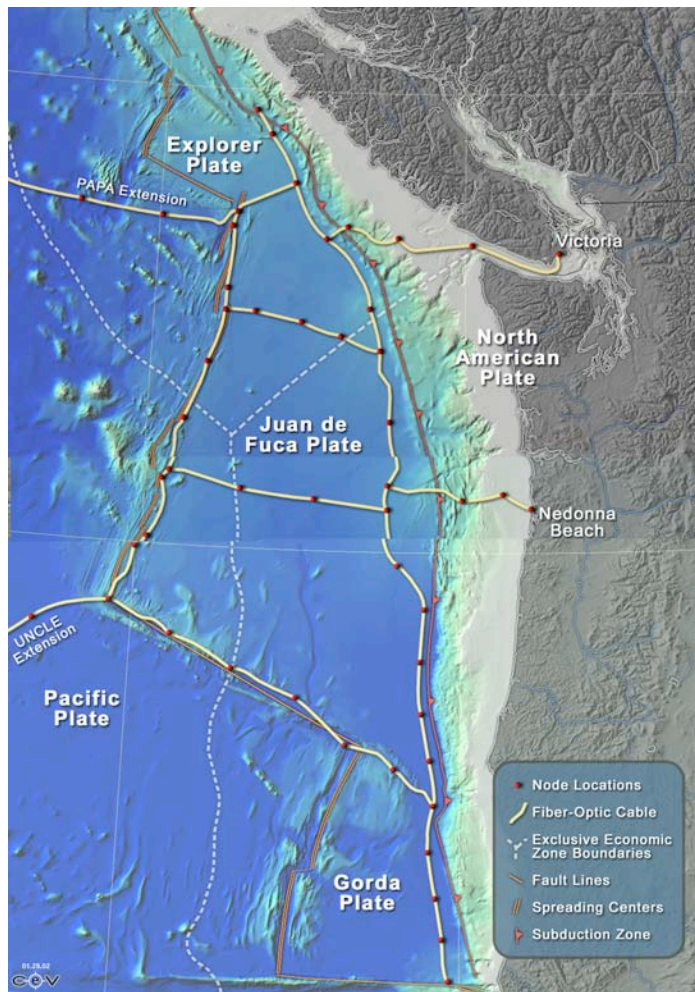 Explorer
Plate
PAPA Extension
Victoria
North
American
Plate
Juan de
Fuca Plate
Nedonna
Beach
UNCLE
Extension
Pacific
Plate
Gorda
Plate
Node Locations
Fiber-Optic Cable
Exclusive Economic
Zone Boundaries
Fault Lines
Spreading Centers
Subduction Zone
01.29.02
CeV